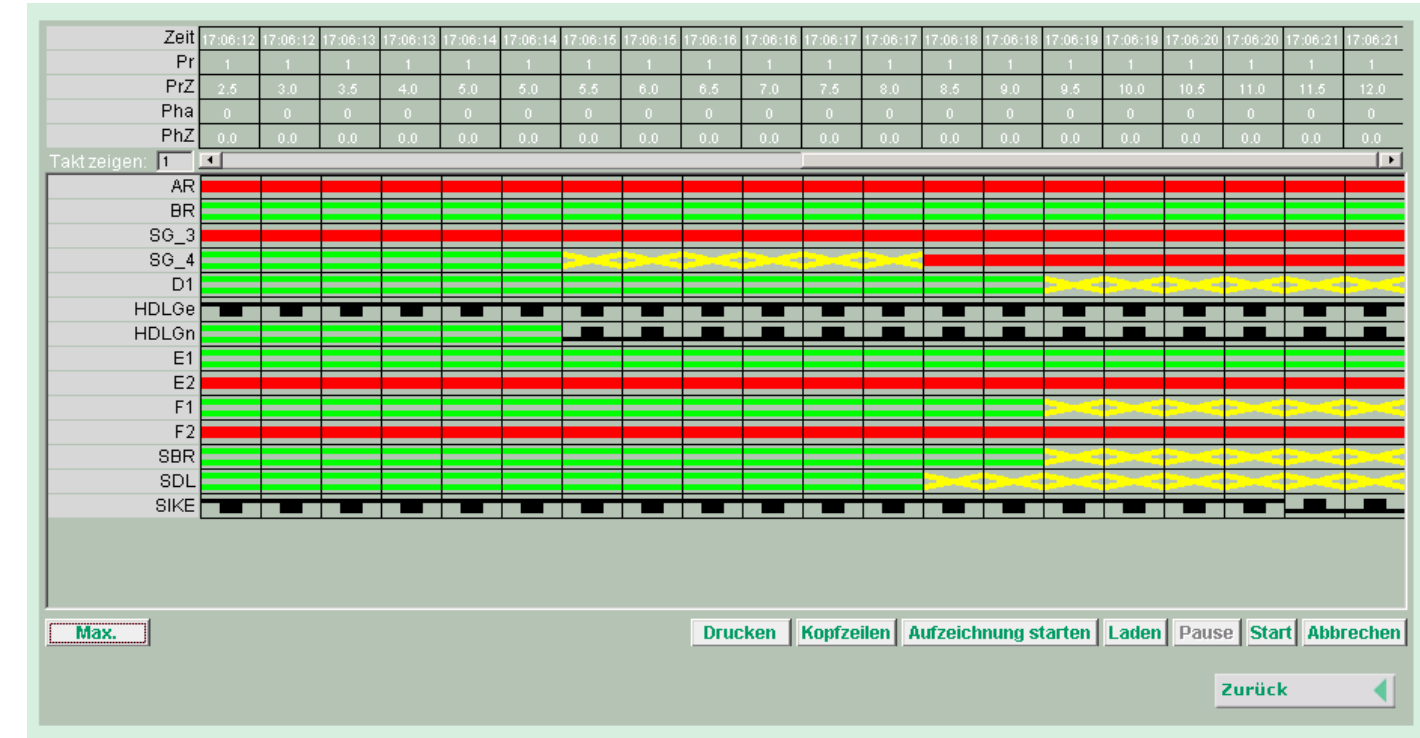 Zeit 17:06:12 17:06:12 17:06:13 17:06:13 17:06:14 17:06:14 17:06:15 17:06:15 17:06:16 17:06:16 17:06:17 17:06:17 17:06:18 17:06:18 17:06:19 17:06:19 17:06:20 17:06:20 17:06:21 17:06:21
Pr 1 1 1 1 1 1 1 1 1 1 1 1 1 1 1 1 1 1 1 1
PrZ 2.5 3.0 3.5 4.0 5.0 5.0 5.5 6.0 6.5 7.0 7.5 8.0 8.5 9.0 9.5 10.0 10.5 11.0 11.5 12.0
Pha 0 0 0 0 0 0 0 0 0 0 0 0 0 0 0 0 0 0 0 0
PhZ 0.0 0.0 0.0 0.0 0.0 0.0 0.0 0.0 0.0 0.0 0.0 0.0 0.0 0.0 0.0 0.0 0.0 0.0 0.0 0.0
Takt zeigen: 1
AR
BR
SG_3
SG_4
D1
HDLGe
HDLGn
E1
E2
F1
F2
SBR
SDL
SIKE
Max. Drucken Kopfzeilen Aufzeichnung starten Laden Pause Start Abbrechen
Zurück